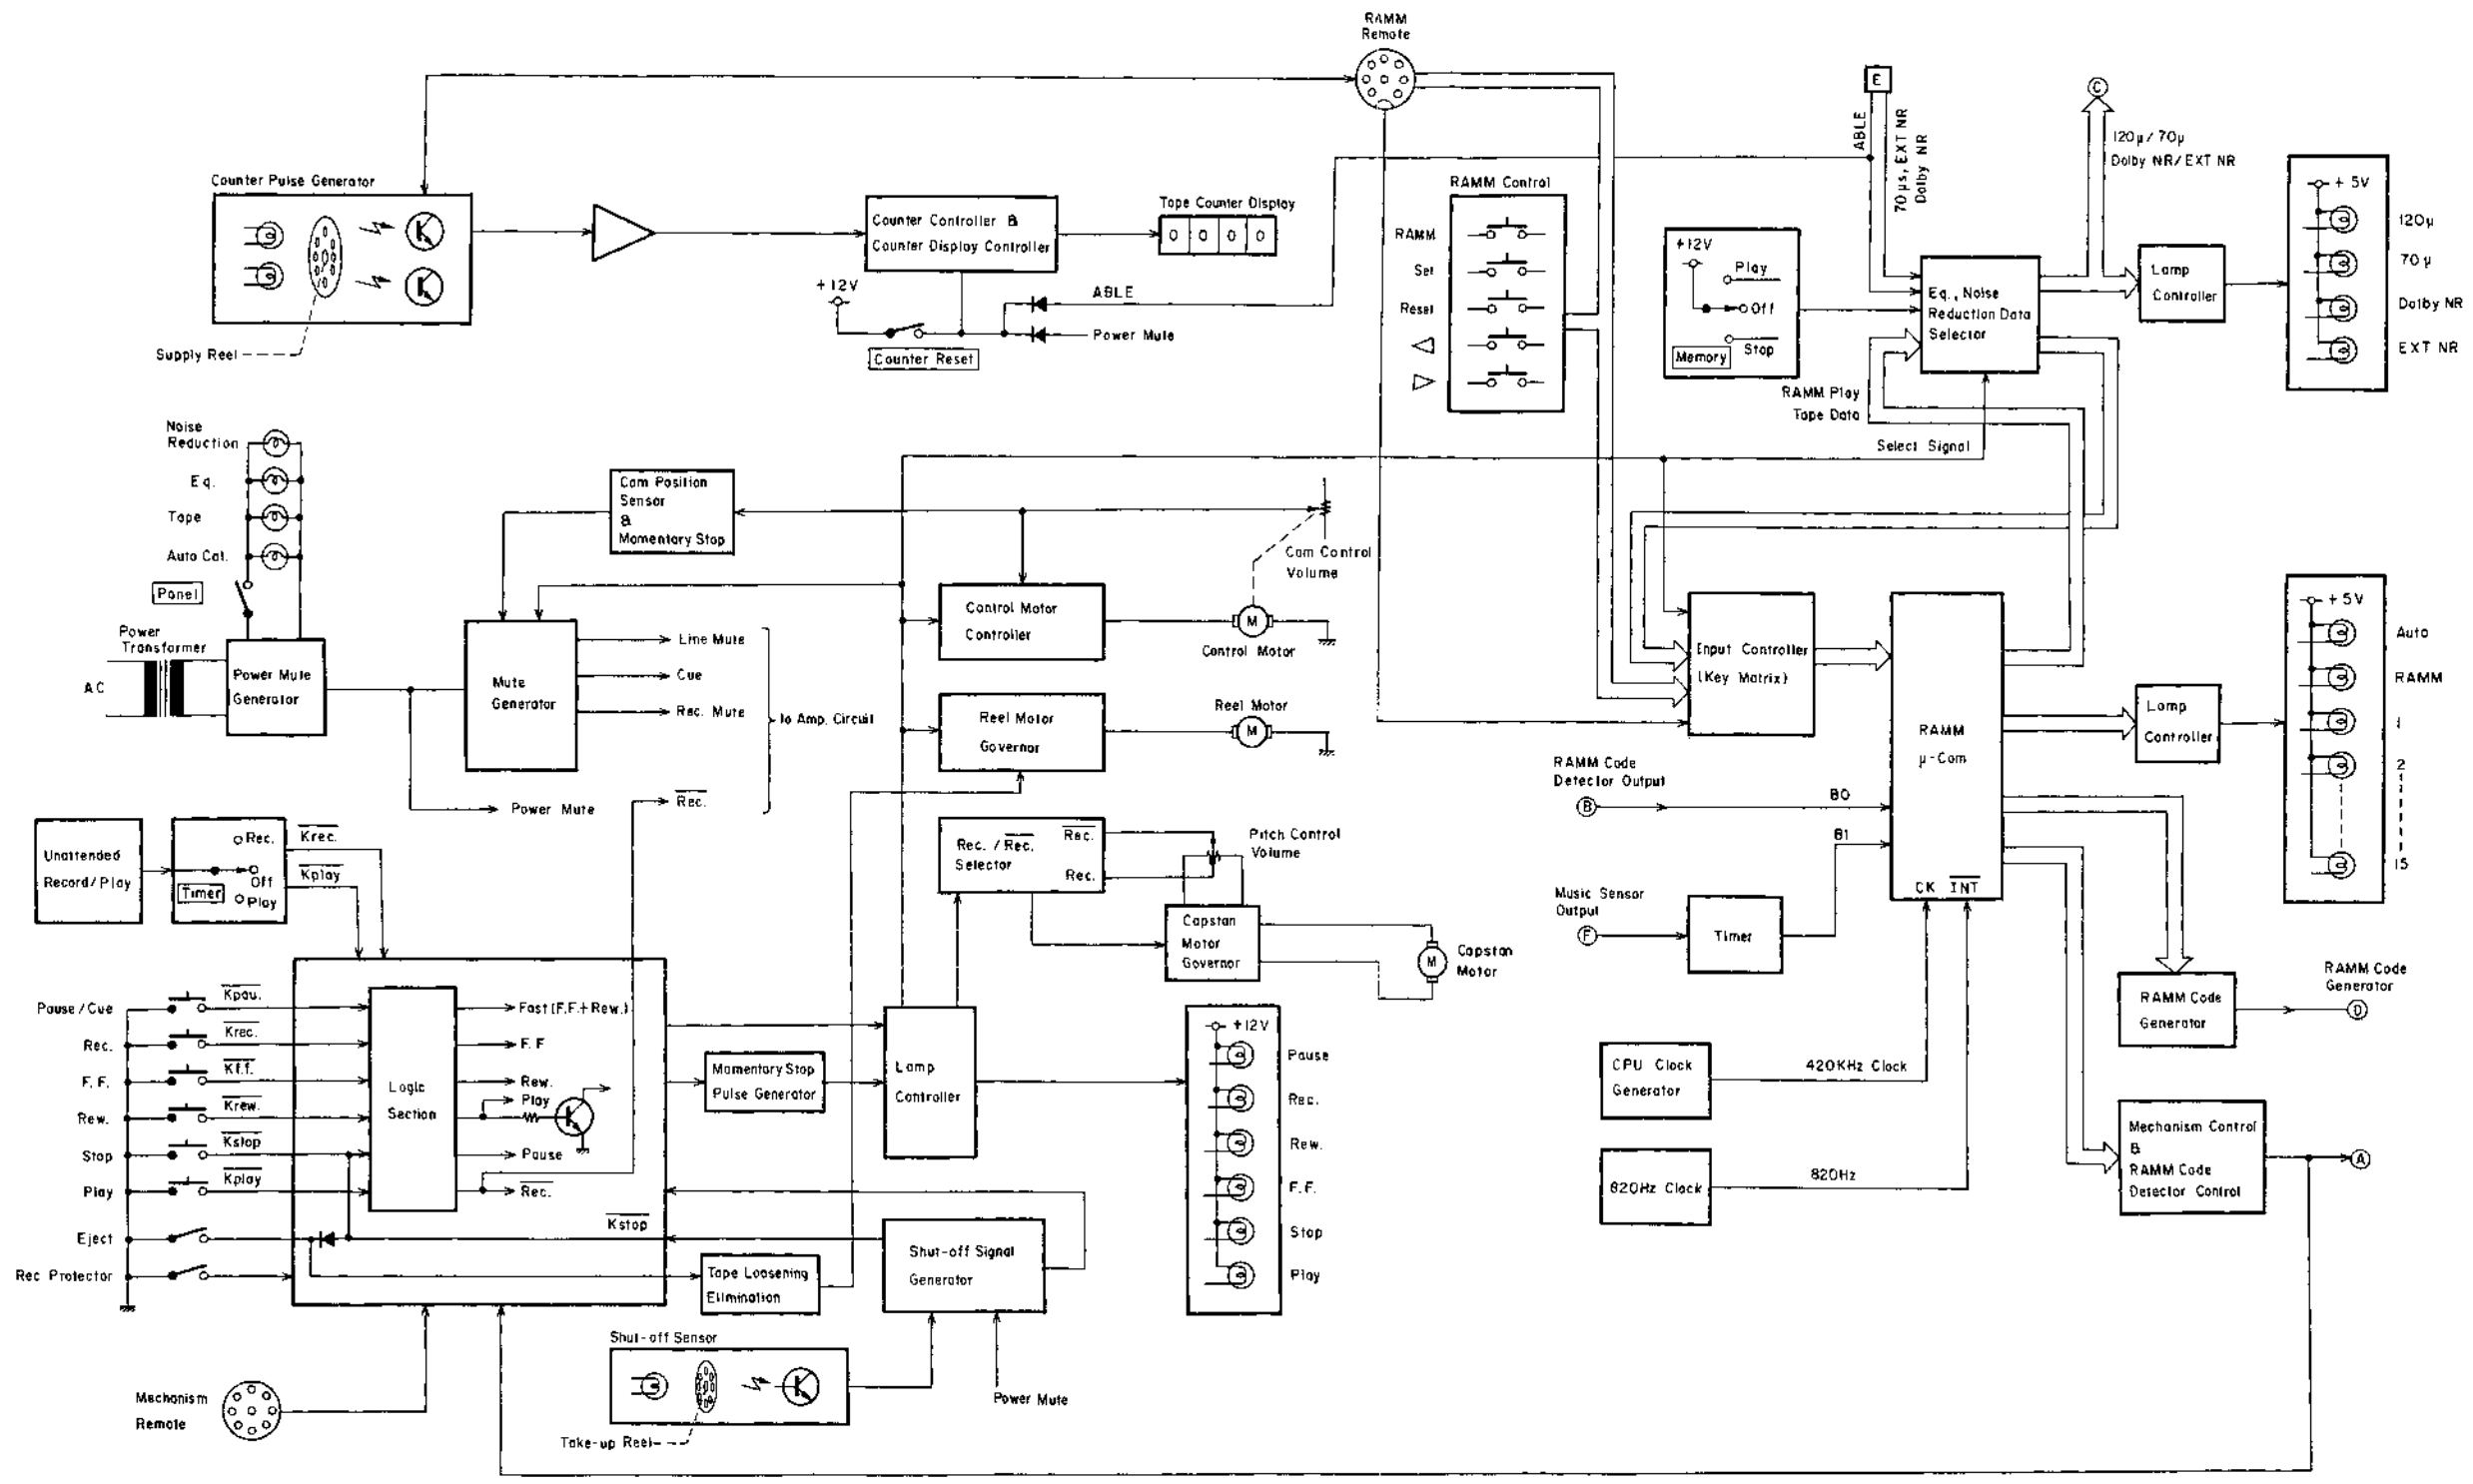 RAMM
Remote
E
C
ABLE
70μs, EXT NR
Dolby NR
120μ/70μ
Dolby NR/EXT NR
Counter Pulse Generator
Supply Reel
Counter Controller &
Counter Display Controller
Tape Counter Display
0 0 0 0
+12V
ABLE
Power Mute
Counter Reset
RAMM Control
RAMM
Set
Reset
+12V
Play
Off
Stop
Memory
Eq., Noise
Reduction Data
Selector
Lamp
Controller
+5V
120μ
70μ
Dolby NR
EXT NR
RAMM Play
Tape Data
Select Signal
Noise
Reduction
Eq.
Tape
Auto Cal.
Panel
Power
Transformer
AC
Power Mute
Generator
Cam Position
Sensor
&
Momentary Stop
Cam Control
Volume
Mute
Generator
Line Mute
Cue
Rec. Mute
to Amp. Circuit
Rec.
Power Mute
Control Motor
Controller
M
Control Motor
Reel Motor
Governor
Reel Motor
M
Input Controller
(Key Matrix)
RAMM
μ-Com
CK INT
Lamp
Controller
+5V
Auto
RAMM
1
2
15
RAMM Code
Detector Output
B
B0
B1
Music Sensor
Output
F
Timer
Unattended
Record/Play
Rec.
Off
Timer
Play
Krec.
Kplay
Rec. / Rec.
Selector
Rec.
Rec.
Pitch Control
Volume
Capstan
Motor
Governor
M
Capstan
Motor
RAMM Code
Generator
RAMM Code
Generator
D
CPU Clock
Generator
420KHz Clock
820Hz Clock
820Hz
Mechanism Control
&
RAMM Code
Detector Control
A
Pause/Cue
Rec.
F.F.
Rew.
Stop
Play
Eject
Rec Protector
Kpau.
Krec.
Kf.f.
Krew.
Kstop
Kplay
Logic
Section
Fast (F.F.+Rew.)
F.F
Rew.
Play
Pause
Rec.
Kstop
Momentary Stop
Pulse Generator
Lamp
Controller
+12V
Pause
Rec.
Rew.
F.F.
Stop
Play
Tape Loosening
Elimination
Shut-off Signal
Generator
Shut-off Sensor
Take-up Reel
Power Mute
Mechanism
Remote